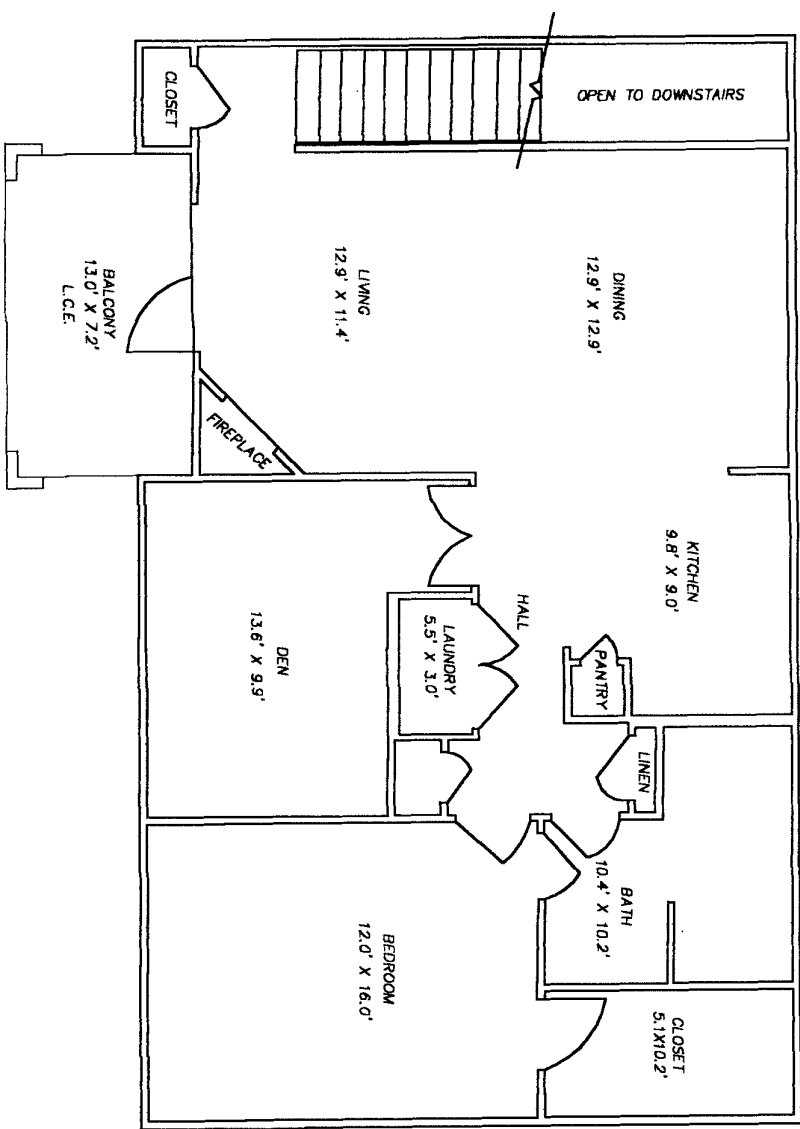 CLOSET
OPEN TO DOWNSTAIRS
BALCONY
13.0' X 7.2'
L.C.E.
LIVING
12.9' X 11.4'
DINING
12.9' X 12.9'
FIREPLACE
KITCHEN
9.8' X 9.0'
HALL
PANTRY
LAUNDRY
5.5' X 3.0'
DEN
13.6' X 9.9'
LINEN
BATH
10.4' X 10.2'
BEDROOM
12.0' X 16.0'
CLOSET
5.1X10.2'